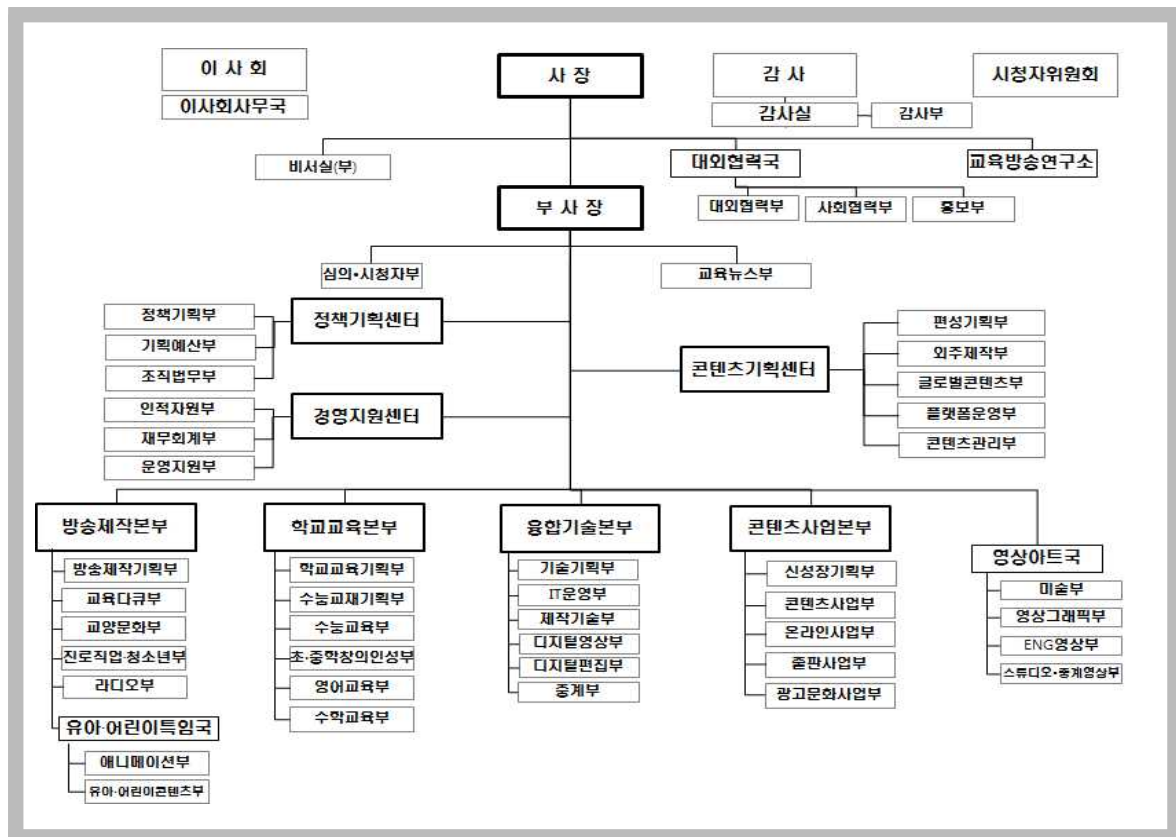 이 사 회
사 장
감 사
시청자위원회
이사회사무국
감사실
감사부
비서실(부)
대외협력국
교육방송연구소
대외협력부
사회협력부
홍보부
부 사 장
심의•시청자부
교육뉴스부
정책기획부
정책기획센터
기획예산부
조직법무부
편성기획부
외주제작부
콘텐츠기획센터
글로벌콘텐츠부
플랫폼운영부
콘텐츠관리부
인적자원부
경영지원센터
재무회계부
운영지원부
방송제작본부
방송제작기획부
교육다큐부
교양문화부
진로직업·청소년부
라디오부
유아·어린이특임국
애니메이션부
유아·어린이콘텐츠부
학교교육본부
학교교육기획부
수능교재기획부
수능교육부
초·중학창의인성부
영어교육부
수학교육부
융합기술본부
기술기획부
IT운영부
제작기술부
디지털영상부
디지털편집부
중계부
콘텐츠사업본부
신성장기획부
콘텐츠사업부
온라인사업부
출판사업부
광고문화사업부
영상아트국
미술부
영상그래픽부
ENG영상부
스튜디오•중계영상부